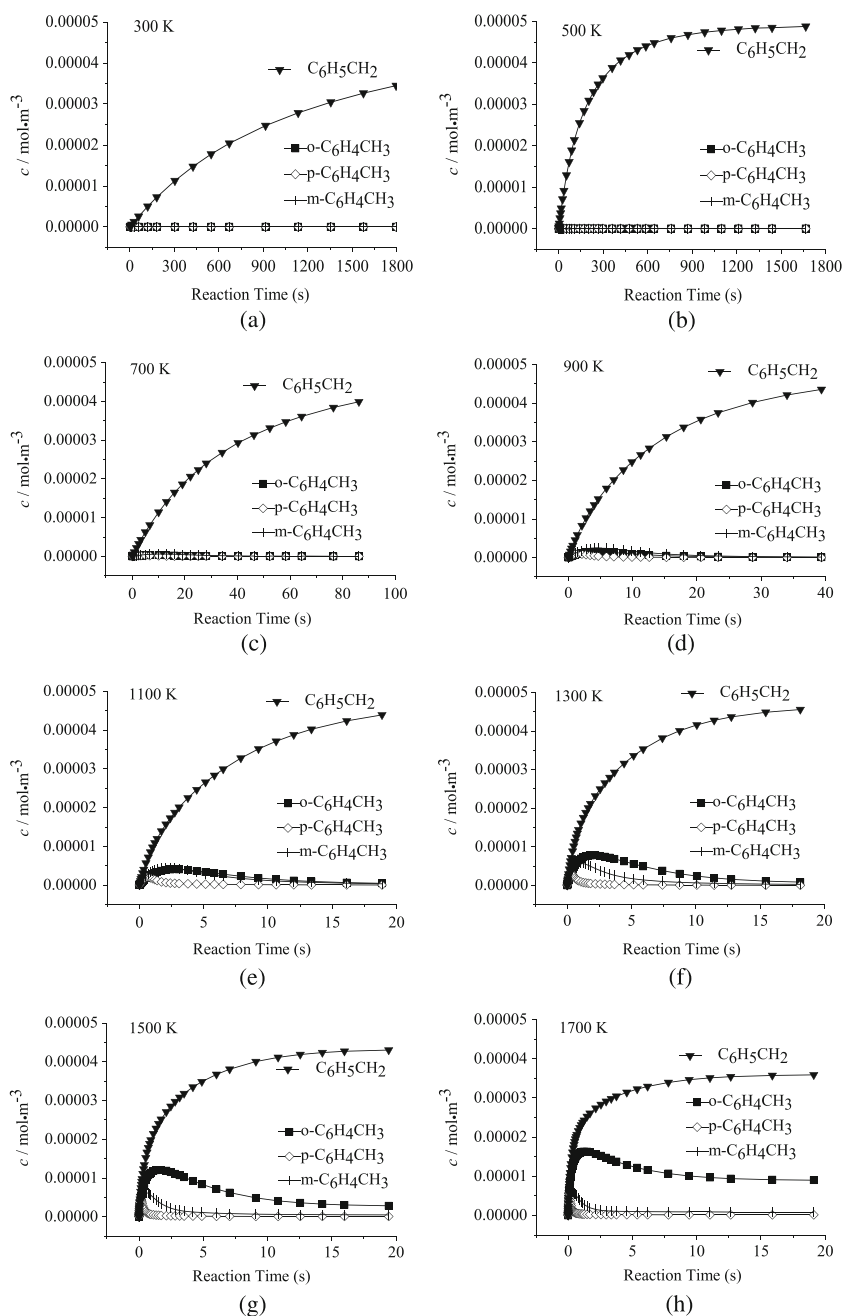 300 K
C6H5CH2
o-C6H4CH3
p-C6H4CH3
m-C6H4CH3
c / mol•m-3
0.00005
0.00004
0.00003
0.00002
0.00001
0.00000
0 300 600 900 1200 1500 1800
Reaction Time (s)
(a)
500 K
C6H5CH2
o-C6H4CH3
p-C6H4CH3
m-C6H4CH3
c / mol•m-3
0.00005
0.00004
0.00003
0.00002
0.00001
0.00000
0 300 600 900 1200 1500 1800
Reaction Time (s)
(b)
700 K
C6H5CH2
o-C6H4CH3
p-C6H4CH3
m-C6H4CH3
c / mol•m-3
0.00005
0.00004
0.00003
0.00002
0.00001
0.00000
0 20 40 60 80 100
Reaction Time (s)
(c)
900 K
C6H5CH2
o-C6H4CH3
p-C6H4CH3
m-C6H4CH3
c / mol•m-3
0.00005
0.00004
0.00003
0.00002
0.00001
0.00000
0 10 20 30 40
Reaction Time (s)
(d)
1100 K
C6H5CH2
o-C6H4CH3
p-C6H4CH3
m-C6H4CH3
c / mol•m-3
0.00005
0.00004
0.00003
0.00002
0.00001
0.00000
0 5 10 15 20
Reaction Time (s)
(e)
1300 K
C6H5CH2
o-C6H4CH3
p-C6H4CH3
m-C6H4CH3
c / mol•m-3
0.00005
0.00004
0.00003
0.00002
0.00001
0.00000
0 5 10 15 20
Reaction Time (s)
(f)
1500 K
C6H5CH2
o-C6H4CH3
p-C6H4CH3
m-C6H4CH3
c / mol•m-3
0.00005
0.00004
0.00003
0.00002
0.00001
0.00000
0 5 10 15 20
Reaction Time (s)
(g)
1700 K
C6H5CH2
o-C6H4CH3
p-C6H4CH3
m-C6H4CH3
c / mol•m-3
0.00005
0.00004
0.00003
0.00002
0.00001
0.00000
0 5 10 15 20
Reaction Time (s)
(h)